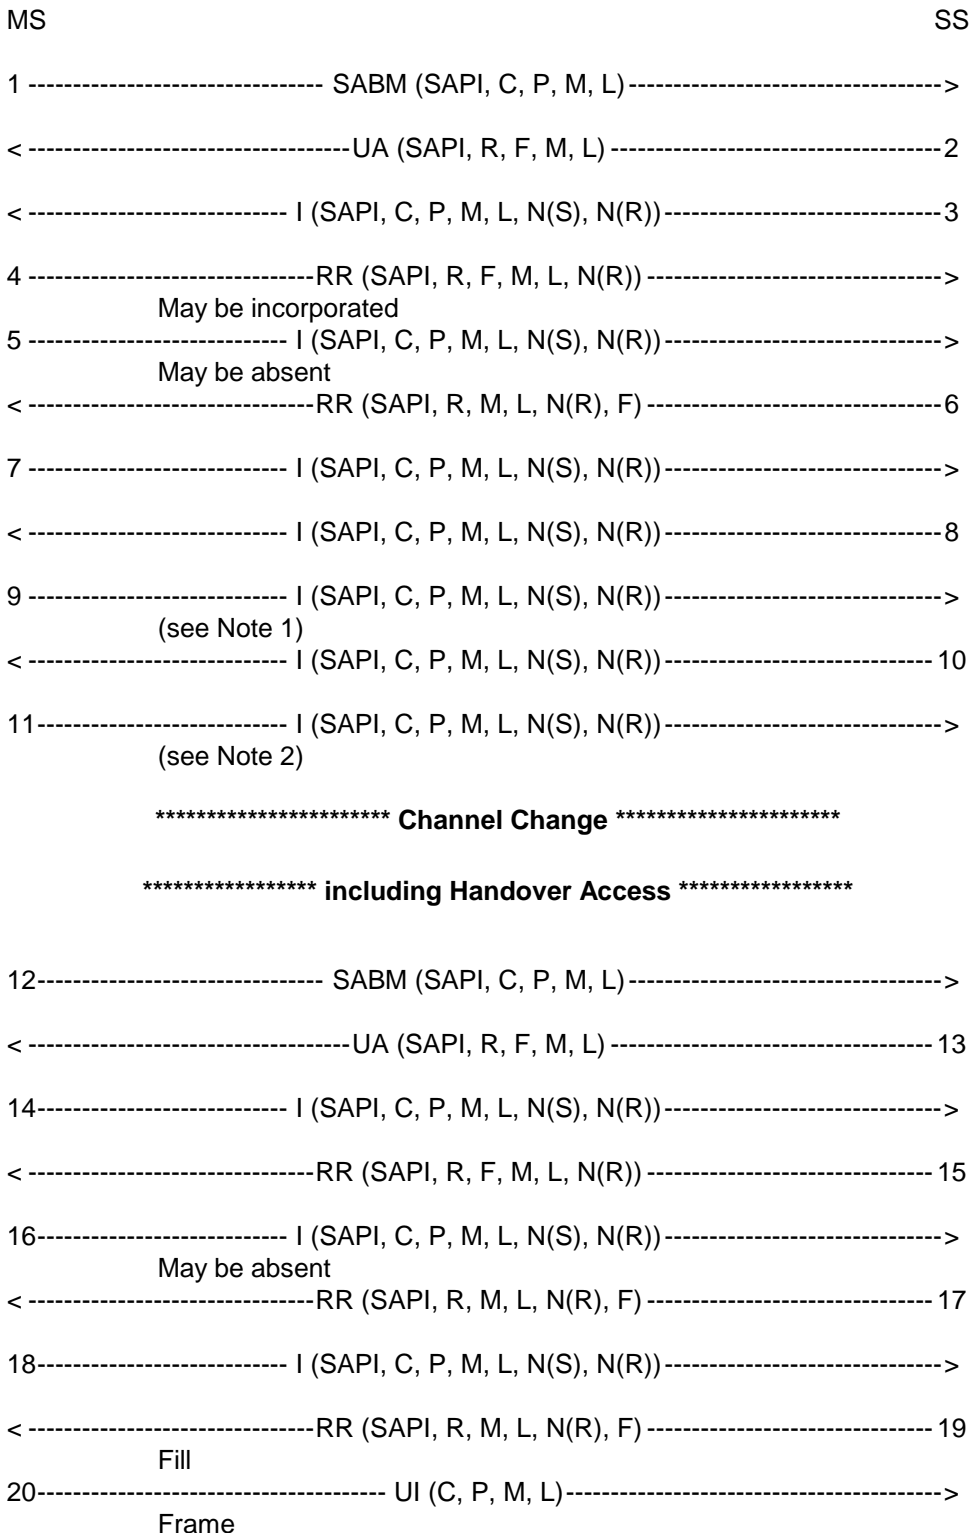 MS SS
1 --------------------------------- SABM (SAPI, C, P, M, L) ----------------------------------->
< ------------------------------------UA (SAPI, R, F, M, L) -------------------------------------2
< ----------------------------- I (SAPI, C, P, M, L, N(S), N(R))-------------------------------3
4 --------------------------------RR (SAPI, R, F, M, L, N(R)) --------------------------------->
May be incorporated
5 ----------------------------- I (SAPI, C, P, M, L, N(S), N(R))------------------------------->
May be absent
< --------------------------------RR (SAPI, R, M, L, N(R), F) ---------------------------------6
7 ----------------------------- I (SAPI, C, P, M, L, N(S), N(R))------------------------------->
< ----------------------------- I (SAPI, C, P, M, L, N(S), N(R))-------------------------------8
9 ----------------------------- I (SAPI, C, P, M, L, N(S), N(R))------------------------------->
(see Note 1)
< ----------------------------- I (SAPI, C, P, M, L, N(S), N(R))------------------------------ 10
11---------------------------- I (SAPI, C, P, M, L, N(S), N(R))------------------------------->
(see Note 2)
*********************** Channel Change **********************
***************** including Handover Access *****************
12-------------------------------- SABM (SAPI, C, P, M, L) ----------------------------------->
< ------------------------------------UA (SAPI, R, F, M, L) ------------------------------------ 13
14---------------------------- I (SAPI, C, P, M, L, N(S), N(R))------------------------------->
< --------------------------------RR (SAPI, R, F, M, L, N(R)) -------------------------------- 15
16---------------------------- I (SAPI, C, P, M, L, N(S), N(R))------------------------------->
May be absent
< --------------------------------RR (SAPI, R, M, L, N(R), F) -------------------------------- 17
18---------------------------- I (SAPI, C, P, M, L, N(S), N(R))------------------------------->
< --------------------------------RR (SAPI, R, M, L, N(R), F) -------------------------------- 19
Fill
20--------------------------------------- UI (C, P, M, L)------------------------------------------>
Frame